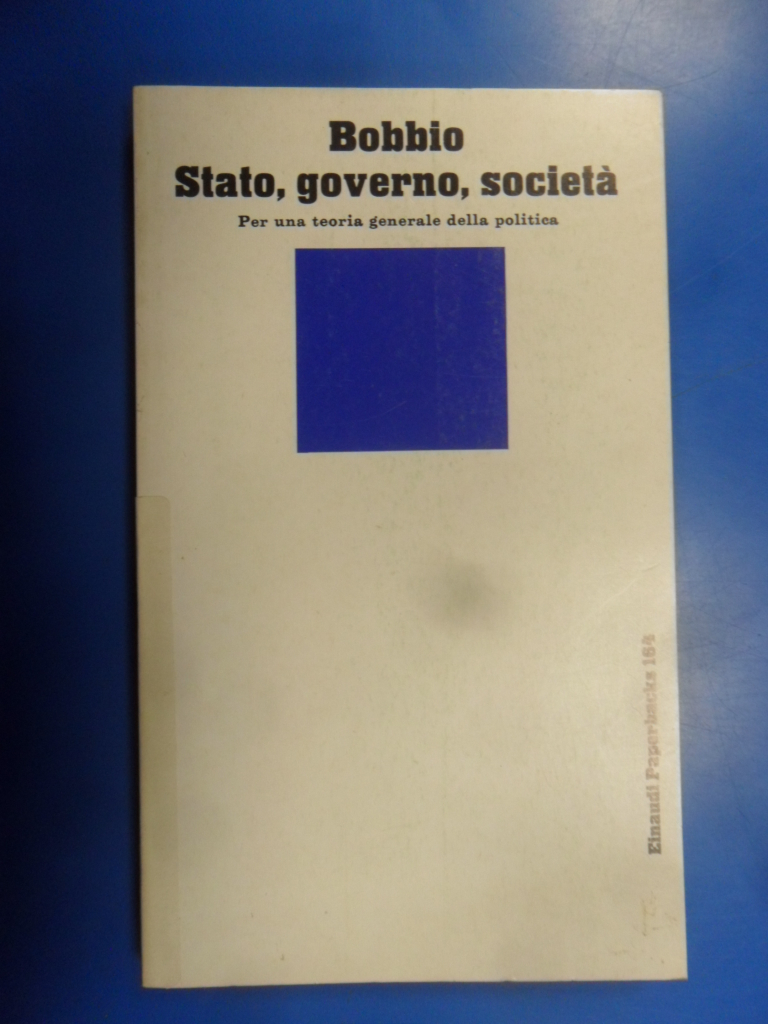 Bobbio
Stato, governo, società
Per una teoria generale della politica
Einaudi Paperbacks 164